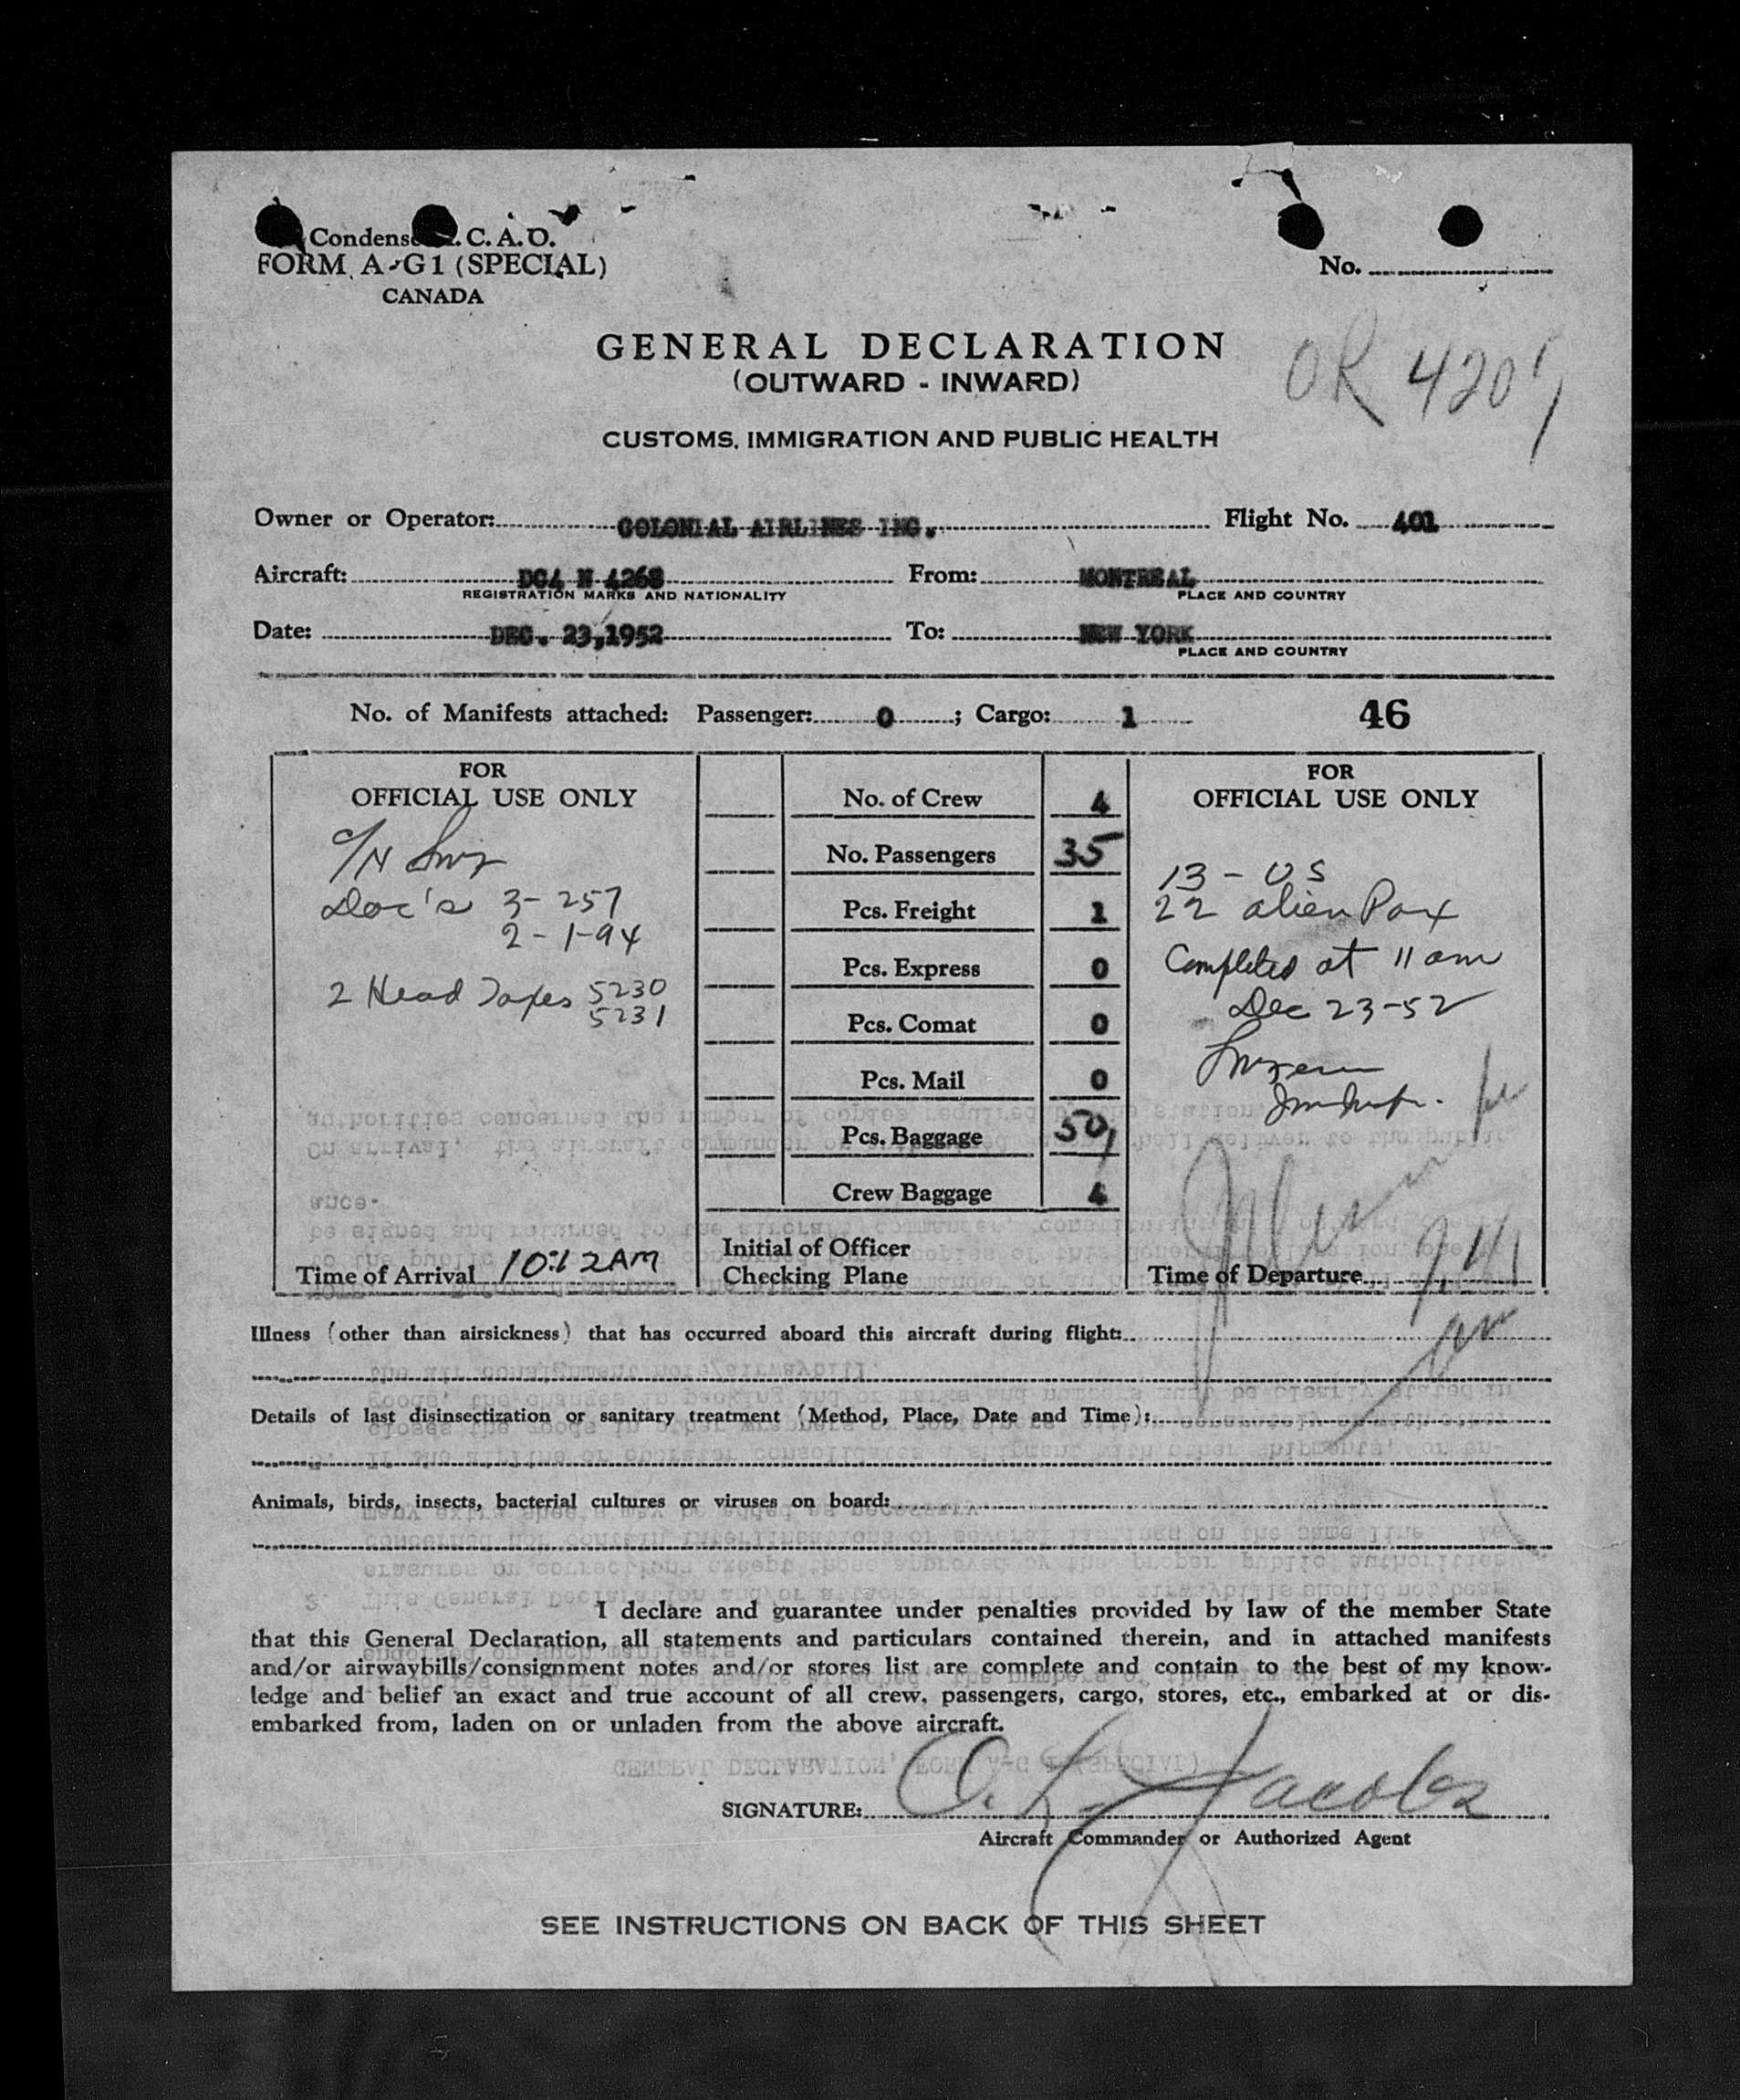 Condense . C. A. O.
FORM A-G1 (SPECIAL)
CANADA
No.
GENERAL DECLARATION
(OUTWARD - INWARD)
CUSTOMS, IMMIGRATION AND PUBLIC HEALTH
Owner or Operator: COLONIAL AIRLINES INC. Flight No. 401
Aircraft: DC4 N 4268 From: MONTREAL
REGISTRATION MARKS AND NATIONALITY PLACE AND COUNTRY
Date: DEC. 23,1952 To: NEW YORK
PLACE AND COUNTRY
No. of Manifests attached: Passenger: 0 ; Cargo: 1 46
FOR
OFFICIAL USE ONLY
Doc's 3-257
2-1-94
2 Head Taxes 5230
5231
Time of Arrival 10:12AM
No. of Crew 4
No. Passengers 35
Pcs. Freight 1
Pcs. Express 0
Pcs. Comat 0
Pcs. Mail 0
Pcs. Baggage 50
Crew Baggage 4
Initial of Officer
Checking Plane
FOR
OFFICIAL USE ONLY
13 - US
22 alien Pax
Completed at 11 am
Dec 23-52
Time of Departure
Illness (other than airsickness) that has occurred aboard this aircraft during flight:
Details of last disinsectization or sanitary treatment (Method, Place, Date and Time):
Animals, birds, insects, bacterial cultures or viruses on board:
I declare and guarantee under penalties provided by law of the member State
that this General Declaration, all statements and particulars contained therein, and in attached manifests
and/or airwaybills/consignment notes and/or stores list are complete and contain to the best of my know-
ledge and belief an exact and true account of all crew, passengers, cargo, stores, etc., embarked at or dis-
embarked from, laden on or unladen from the above aircraft.
SIGNATURE: O. L. Jacobs
Aircraft Commander or Authorized Agent
SEE INSTRUCTIONS ON BACK OF THIS SHEET